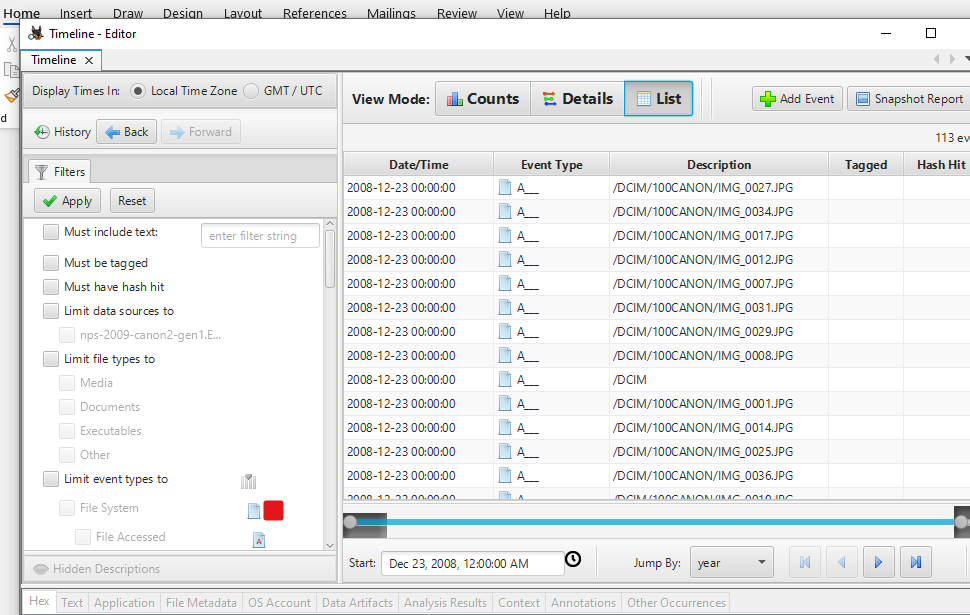 Home Insert Draw Design Layout References Mailings Review View Help
Timeline - Editor
Timeline
Display Times In: Local Time Zone GMT / UTC
View Mode: Counts Details List Add Event Snapshot Report
History Back Forward
d
113
Filters
Apply Reset
Must include text: enter filter string
Must be tagged
Must have hash hit
Limit data sources to
nps-2009-canon2-gen1.E...
Limit file types to
Media
Documents
Executables
Other
Limit event types to
File System
File Accessed
Hidden Descriptions
Date/Time Event Type Description Tagged Hash Hit
2008-12-23 00:00:00 A__ /DCIM/100CANON/IMG_0027.JPG
2008-12-23 00:00:00 A__ /DCIM/100CANON/IMG_0034.JPG
2008-12-23 00:00:00 A__ /DCIM/100CANON/IMG_0017.JPG
2008-12-23 00:00:00 A__ /DCIM/100CANON/IMG_0012.JPG
2008-12-23 00:00:00 A__ /DCIM/100CANON/IMG_0007.JPG
2008-12-23 00:00:00 A__ /DCIM/100CANON/IMG_0031.JPG
2008-12-23 00:00:00 A__ /DCIM/100CANON/IMG_0029.JPG
2008-12-23 00:00:00 A__ /DCIM/100CANON/IMG_0008.JPG
2008-12-23 00:00:00 A__ /DCIM
2008-12-23 00:00:00 A__ /DCIM/100CANON/IMG_0001.JPG
2008-12-23 00:00:00 A__ /DCIM/100CANON/IMG_0014.JPG
2008-12-23 00:00:00 A__ /DCIM/100CANON/IMG_0025.JPG
2008-12-23 00:00:00 A__ /DCIM/100CANON/IMG_0036.JPG
Start: Dec 23, 2008, 12:00:00 AM Jump By: year
Hex Text Application File Metadata OS Account Data Artifacts Analysis Results Context Annotations Other Occurrences